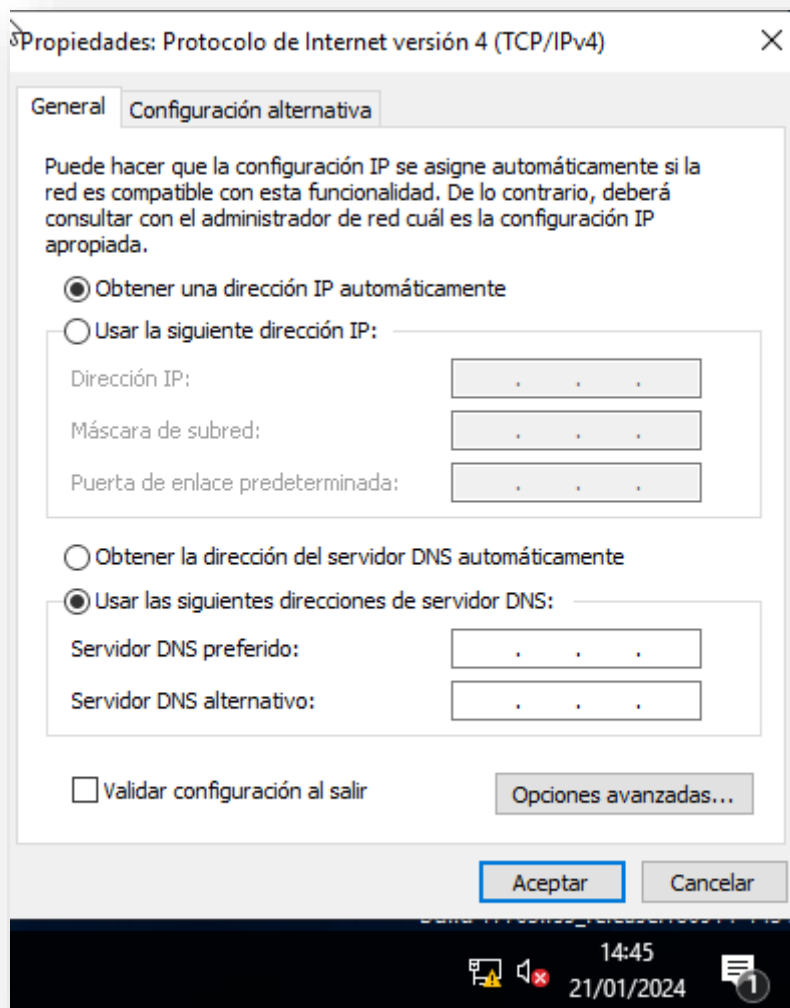 Propiedades: Protocolo de Internet versión 4 (TCP/IPv4)
General
Configuración alternativa
Puede hacer que la configuración IP se asigne automáticamente si la
red es compatible con esta funcionalidad. De lo contrario, deberá
consultar con el administrador de red cuál es la configuración IP
apropiada.
Obtener una dirección IP automáticamente
Usar la siguiente dirección IP:
Dirección IP:
Máscara de subred:
Puerta de enlace predeterminada:
Obtener la dirección del servidor DNS automáticamente
Usar las siguientes direcciones de servidor DNS:
Servidor DNS preferido:
Servidor DNS alternativo:
Validar configuración al salir
Opciones avanzadas...
Aceptar
Cancelar
14:45
21/01/2024
1